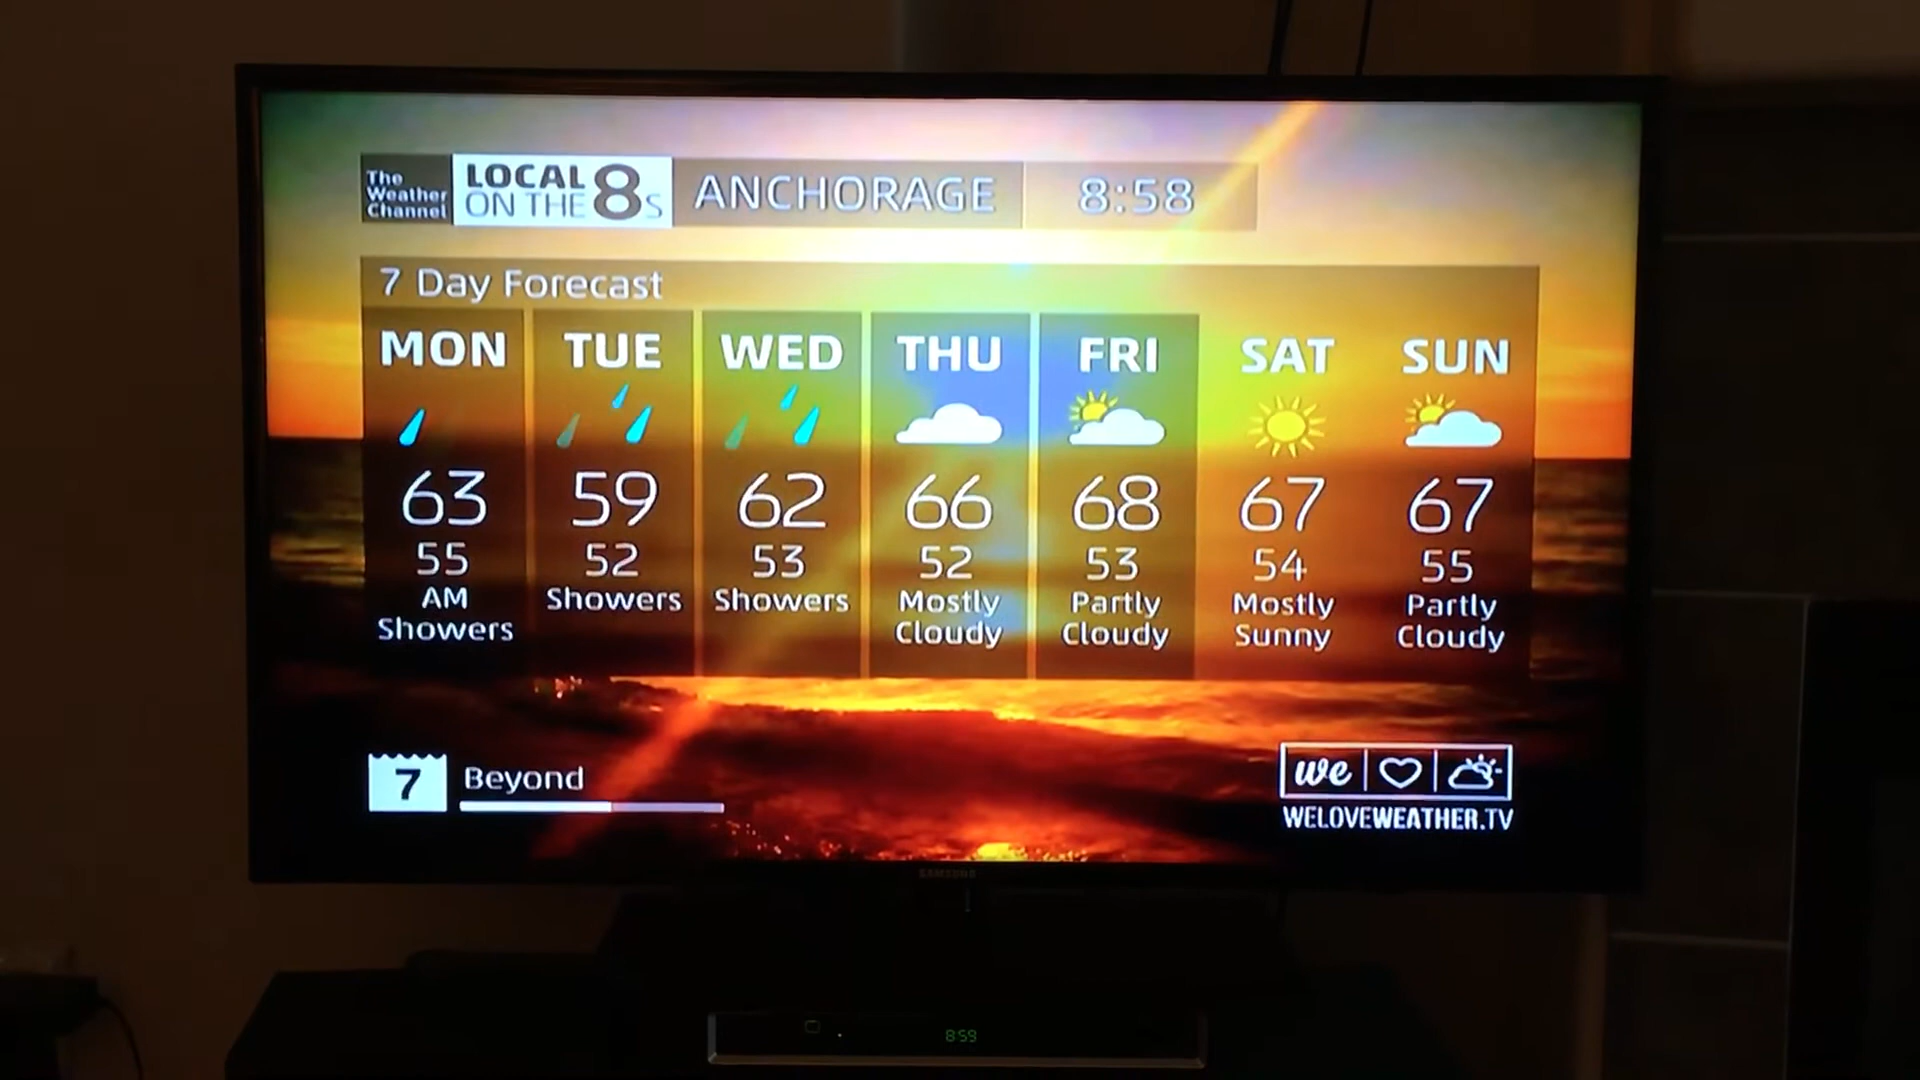 The
Weather
Channel
LOCAL
ON THE 8s
ANCHORAGE
8:58
7 Day Forecast
MON TUE WED THU FRI SAT SUN
63 59 62 66 68 67 67
55 52 53 52 53 54 55
AM Showers Showers Mostly Partly Mostly Partly
Showers Cloudy Cloudy Sunny Cloudy
7 Beyond
we
WELOVEWEATHER.TV
SAMSUNG
8:59